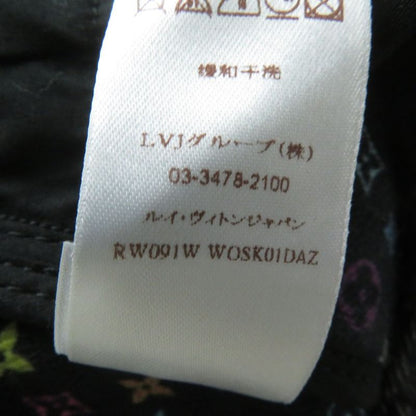 緩和干洗
LVJグループ(株)
03-3478-2100
ルイ・ヴィトンジャパン
RW091W WOSK01DAZ